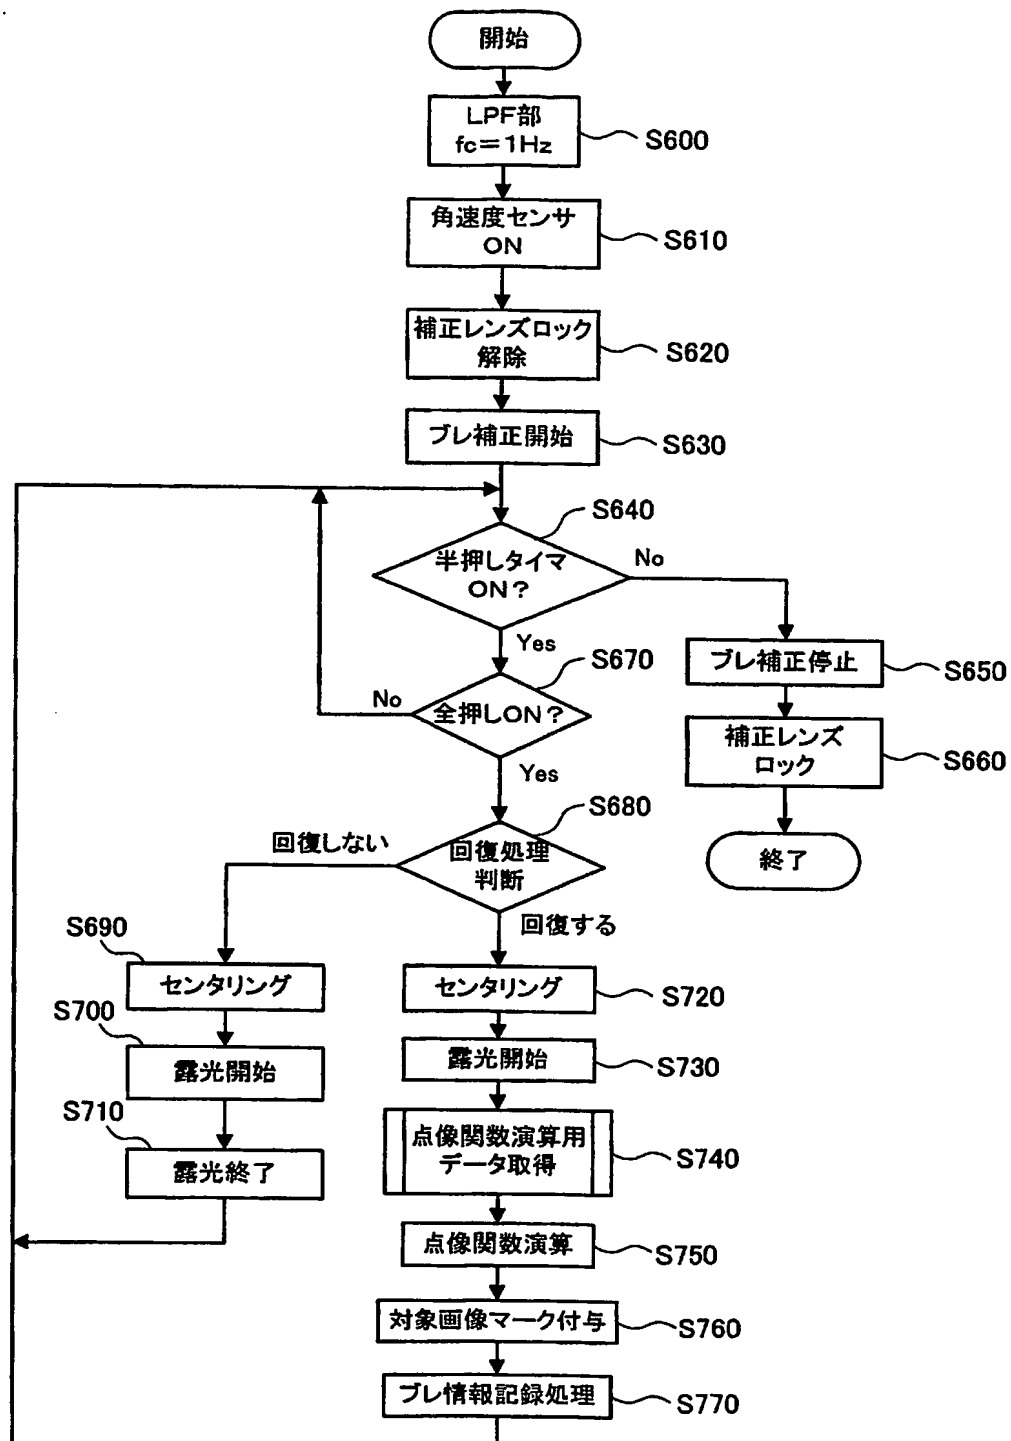 開始
LPF部
fc=1Hz
S600
角速度センサ
ON
S610
補正レンズロック
解除
S620
ブレ補正開始
S630
S640
半押しタイマ
ON?
No
Yes
S670
ブレ補正停止
S650
No
全押しON?
補正レンズ
ロック
S660
Yes
S680
回復しない
回復処理
判断
終了
回復する
S690
センタリング
センタリング
S720
S700
露光開始
露光開始
S730
S710
点像関数演算用
データ取得
S740
露光終了
点像関数演算
S750
対象画像マーク付与
S760
ブレ情報記録処理
S770